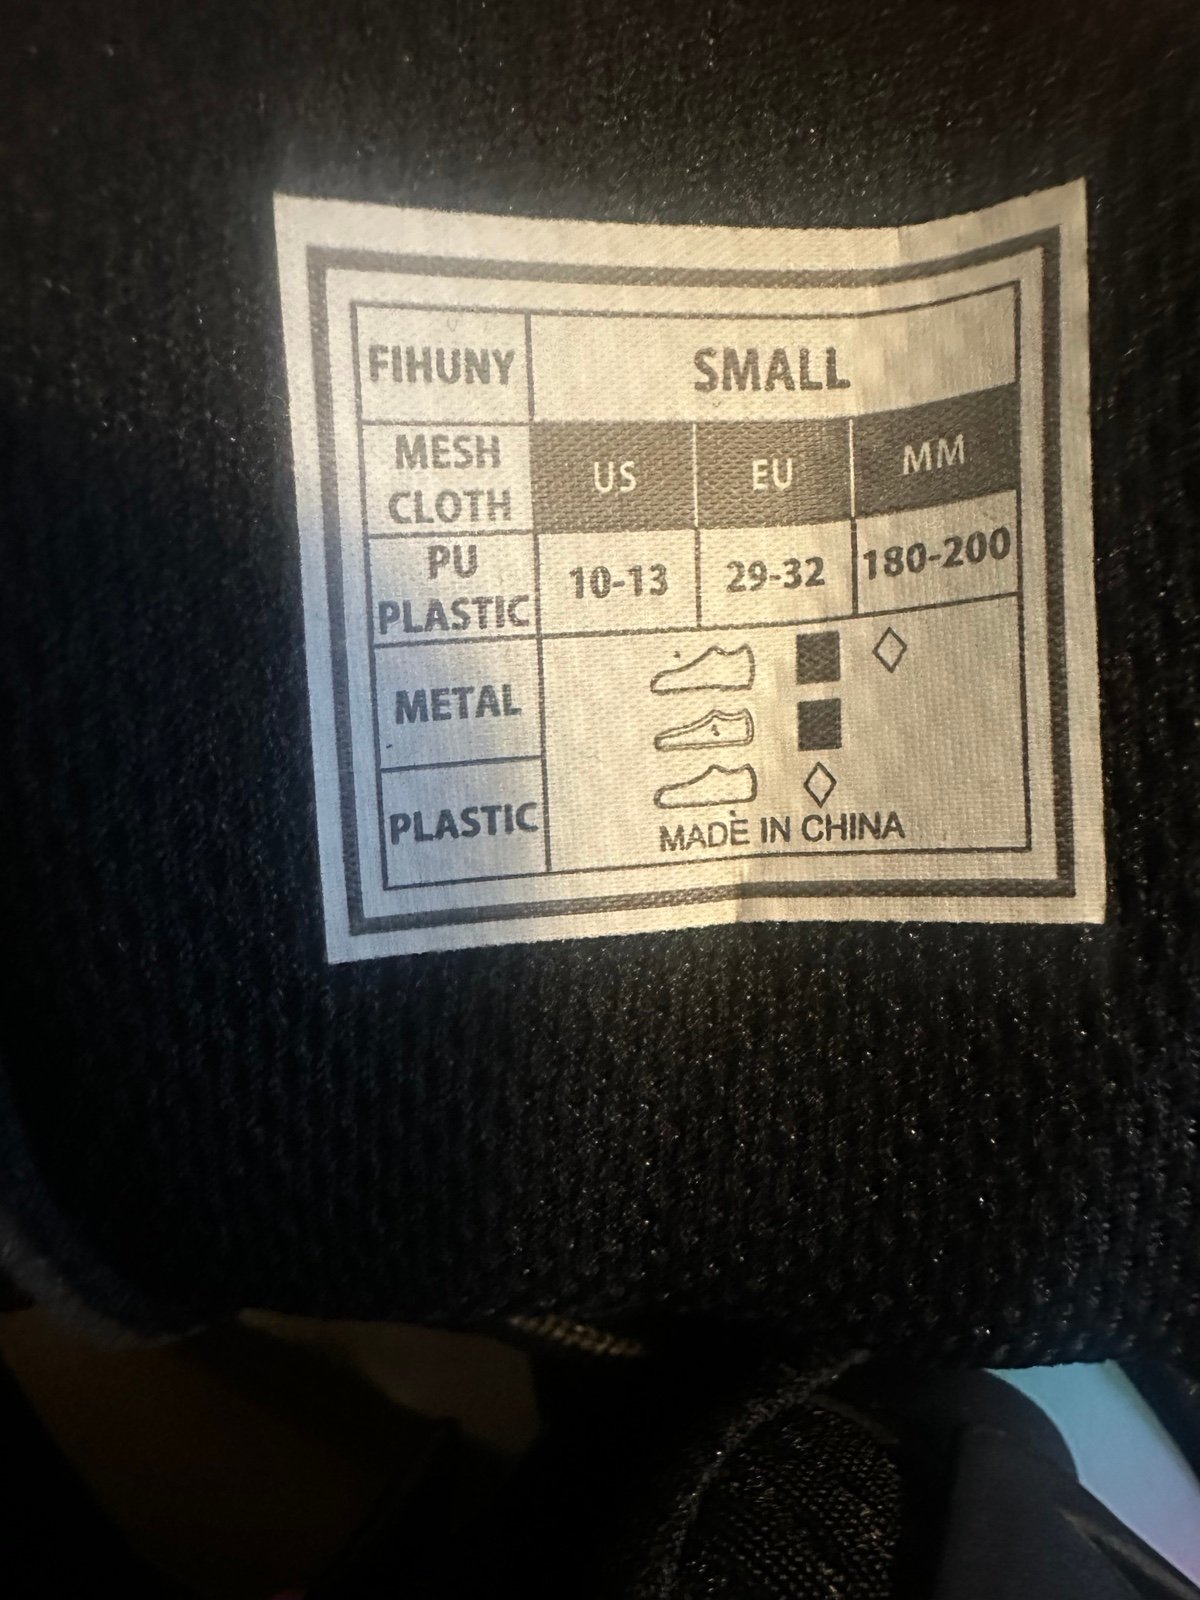 FIHUNY SMALL
MESH
CLOTH
US EU MM
PU
PLASTIC
10-13 29-32 180-200
METAL
PLASTIC
MADE IN CHINA